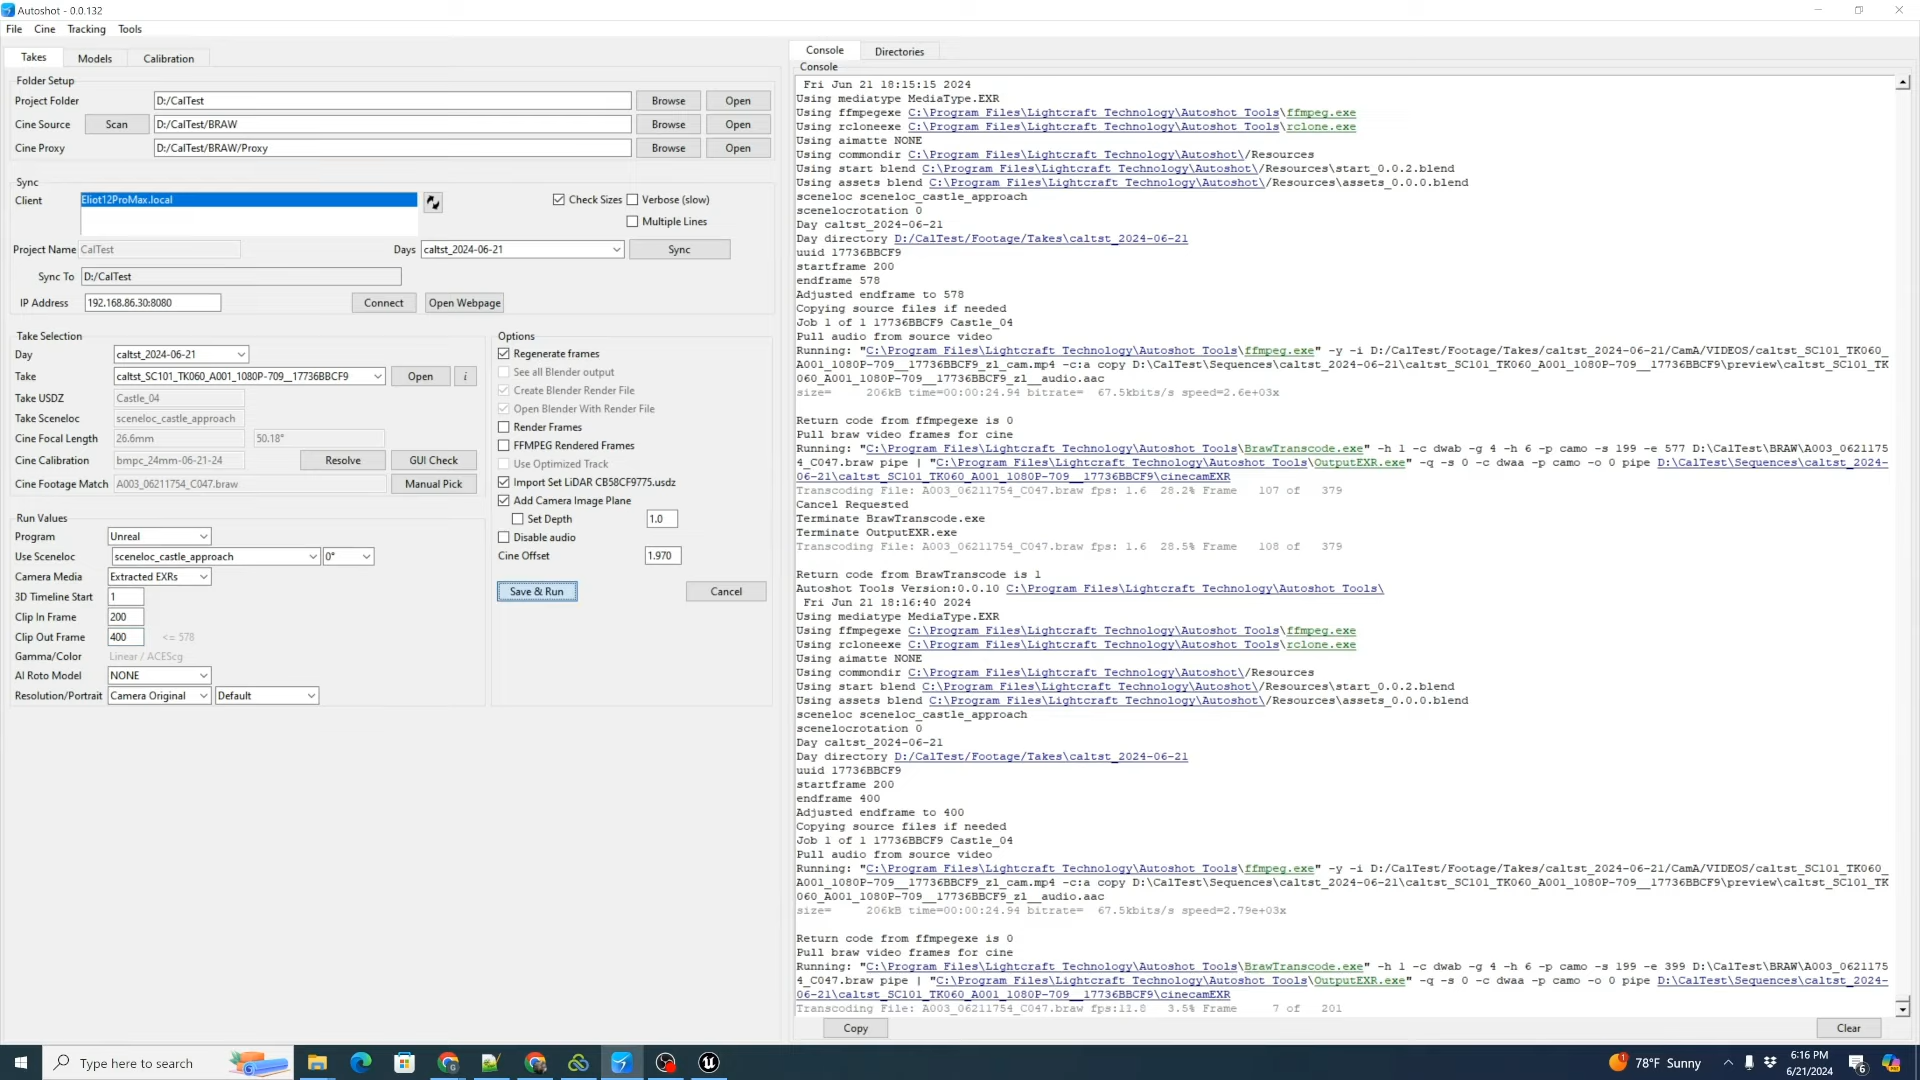 Autoshot - 0.0.132
File Cine Tracking Tools
Takes Models Calibration
Folder Setup
Project Folder D:/CalTest Browse Open
Cine Source Scan D:/CalTest/BRAW Browse Open
Cine Proxy D:/CalTest/BRAW/Proxy Browse Open
Sync
Client Eliot12ProMax.local Check Sizes Verbose (slow)
Multiple Lines
Project Name CalTest Days caltst_2024-06-21 Sync
Sync To D:/CalTest
IP Address 192.168.86.30:8080 Connect Open Webpage
Take Selection
Day caltst_2024-06-21
Take caltst_SC101_TK060_A001_1080P-709__17736BBCF9 Open i
Take USDZ Castle_04
Take Sceneloc sceneloc_castle_approach
Cine Focal Length 26.6mm 50.18°
Cine Calibration bmpc_24mm-06-21-24 Resolve GUI Check
Cine Footage Match A003_06211754_C047.braw Manual Pick
Run Values
Program Unreal
Use Sceneloc sceneloc_castle_approach 0°
Camera Media Extracted EXRs
3D Timeline Start 1
Clip In Frame 200
Clip Out Frame 400 <= 578
Gamma/Color Linear / ACEScg
AI Roto Model NONE
Resolution/Portrait Camera Original Default
Options
Regenerate frames
See all Blender output
Create Blender Render File
Open Blender With Render File
Render Frames
FFMPEG Rendered Frames
Use Optimized Track
Import Set LiDAR CB58CF9775.usdz
Add Camera Image Plane
Set Depth 1.0
Disable audio
Cine Offset 1.970
Save & Run Cancel
Console Directories
Console
Fri Jun 21 18:15:15 2024
Using mediatype MediaType.EXR
Using ffmpegexe C:\Program Files\Lightcraft Technology\Autoshot Tools\ffmpeg.exe
Using rcloneexe C:\Program Files\Lightcraft Technology\Autoshot Tools\rclone.exe
Using aimatte NONE
Using commondir C:\Program Files\Lightcraft Technology\Autoshot\/Resources
Using start blend C:\Program Files\Lightcraft Technology\Autoshot\/Resources\start_0.0.2.blend
Using assets blend C:\Program Files\Lightcraft Technology\Autoshot\/Resources\assets_0.0.0.blend
sceneloc sceneloc_castle_approach
scenelocrotation 0
Day caltst_2024-06-21
Day directory D:/CalTest/Footage/Takes\caltst_2024-06-21
uuid 17736BBCF9
startframe 200
endframe 578
Adjusted endframe to 578
Copying source files if needed
Job 1 of 1 17736BBCF9 Castle_04
Pull audio from source video
Running: "C:\Program Files\Lightcraft Technology\Autoshot Tools\ffmpeg.exe" -y -i D:/CalTest/Footage/Takes/caltst_2024-06-21/CamA/VIDEOS/caltst_SC101_TK060_
A001_1080P-709__17736BBCF9_zl_cam.mp4 -c:a copy D:\CalTest\Sequences\caltst_2024-06-21\caltst_SC101_TK060_A001_1080P-709__17736BBCF9\preview\caltst_SC101_TK
060_A001_1080P-709__17736BBCF9_zl__audio.aac
size= 206kB time=00:00:24.94 bitrate= 67.5kbits/s speed=2.6e+03x
Return code from ffmpegexe is 0
Pull braw video frames for cine
Running: "C:\Program Files\Lightcraft Technology\Autoshot Tools\BrawTranscode.exe" -h 1 -c dwab -g 4 -h 6 -p camo -s 199 -e 577 D:\CalTest\BRAW\A003_0621175
4_C047.braw pipe | "C:\Program Files\Lightcraft Technology\Autoshot Tools\OutputEXR.exe" -q -s 0 -c dwaa -p camo -o 0 pipe D:\CalTest\Sequences\caltst_2024-
06-21\caltst_SC101_TK060_A001_1080P-709__17736BBCF9\cinecamEXR
Transcoding File: A003_06211754_C047.braw fps: 1.6 28.2% Frame 107 of 379
Cancel Requested
Terminate BrawTranscode.exe
Terminate OutputEXR.exe
Transcoding File: A003_06211754_C047.braw fps: 1.6 28.5% Frame 108 of 379
Return code from BrawTranscode is 1
Autoshot Tools Version:0.0.10 C:\Program Files\Lightcraft Technology\Autoshot Tools\
Fri Jun 21 18:16:40 2024
Using mediatype MediaType.EXR
Using ffmpegexe C:\Program Files\Lightcraft Technology\Autoshot Tools\ffmpeg.exe
Using rcloneexe C:\Program Files\Lightcraft Technology\Autoshot Tools\rclone.exe
Using aimatte NONE
Using commondir C:\Program Files\Lightcraft Technology\Autoshot\/Resources
Using start blend C:\Program Files\Lightcraft Technology\Autoshot\/Resources\start_0.0.2.blend
Using assets blend C:\Program Files\Lightcraft Technology\Autoshot\/Resources\assets_0.0.0.blend
sceneloc sceneloc_castle_approach
scenelocrotation 0
Day caltst_2024-06-21
Day directory D:/CalTest/Footage/Takes\caltst_2024-06-21
uuid 17736BBCF9
startframe 200
endframe 400
Adjusted endframe to 400
Copying source files if needed
Job 1 of 1 17736BBCF9 Castle_04
Pull audio from source video
Running: "C:\Program Files\Lightcraft Technology\Autoshot Tools\ffmpeg.exe" -y -i D:/CalTest/Footage/Takes/caltst_2024-06-21/CamA/VIDEOS/caltst_SC101_TK060_
A001_1080P-709__17736BBCF9_zl_cam.mp4 -c:a copy D:\CalTest\Sequences\caltst_2024-06-21\caltst_SC101_TK060_A001_1080P-709__17736BBCF9\preview\caltst_SC101_TK
060_A001_1080P-709__17736BBCF9_zl__audio.aac
size= 206kB time=00:00:24.94 bitrate= 67.5kbits/s speed=2.79e+03x
Return code from ffmpegexe is 0
Pull braw video frames for cine
Running: "C:\Program Files\Lightcraft Technology\Autoshot Tools\BrawTranscode.exe" -h 1 -c dwab -g 4 -h 6 -p camo -s 199 -e 399 D:\CalTest\BRAW\A003_0621175
4_C047.braw pipe | "C:\Program Files\Lightcraft Technology\Autoshot Tools\OutputEXR.exe" -q -s 0 -c dwaa -p camo -o 0 pipe D:\CalTest\Sequences\caltst_2024-
06-21\caltst_SC101_TK060_A001_1080P-709__17736BBCF9\cinecamEXR
Transcoding File: A003_06211754_C047.braw fps:11.8 3.5% Frame 7 of 201
Copy Clear
Type here to search
78°F Sunny
6:16 PM
6/21/2024
6